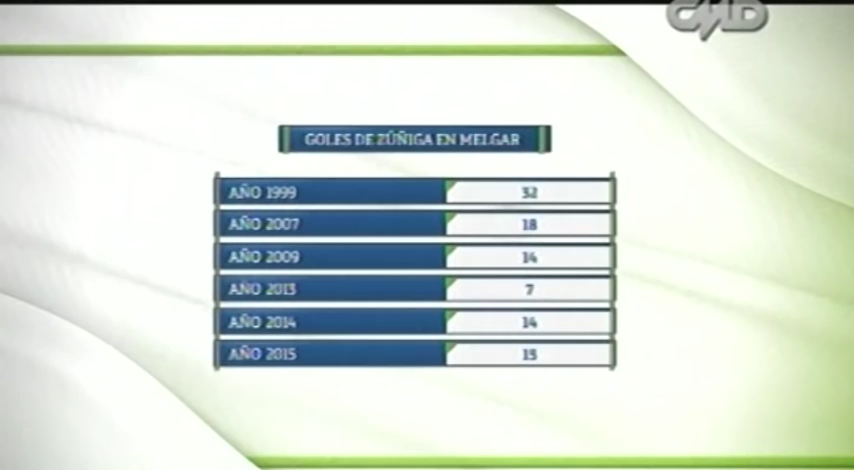 CMD
GOLES DE ZÚÑIGA EN MELGAR
AÑO 1999 32
AÑO 2007 18
AÑO 2009 14
AÑO 2013 7
AÑO 2014 14
AÑO 2015 15